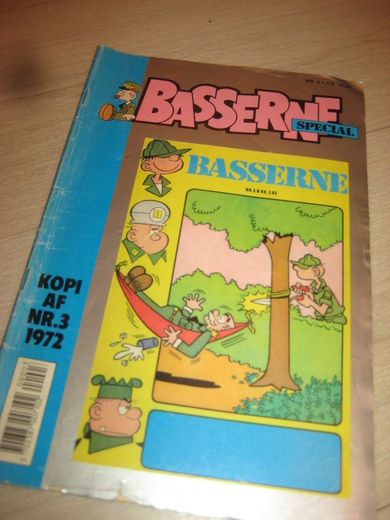 BASSERNE
SPECIAL
BASSERNE
KOPI
AF
NR.3
1972